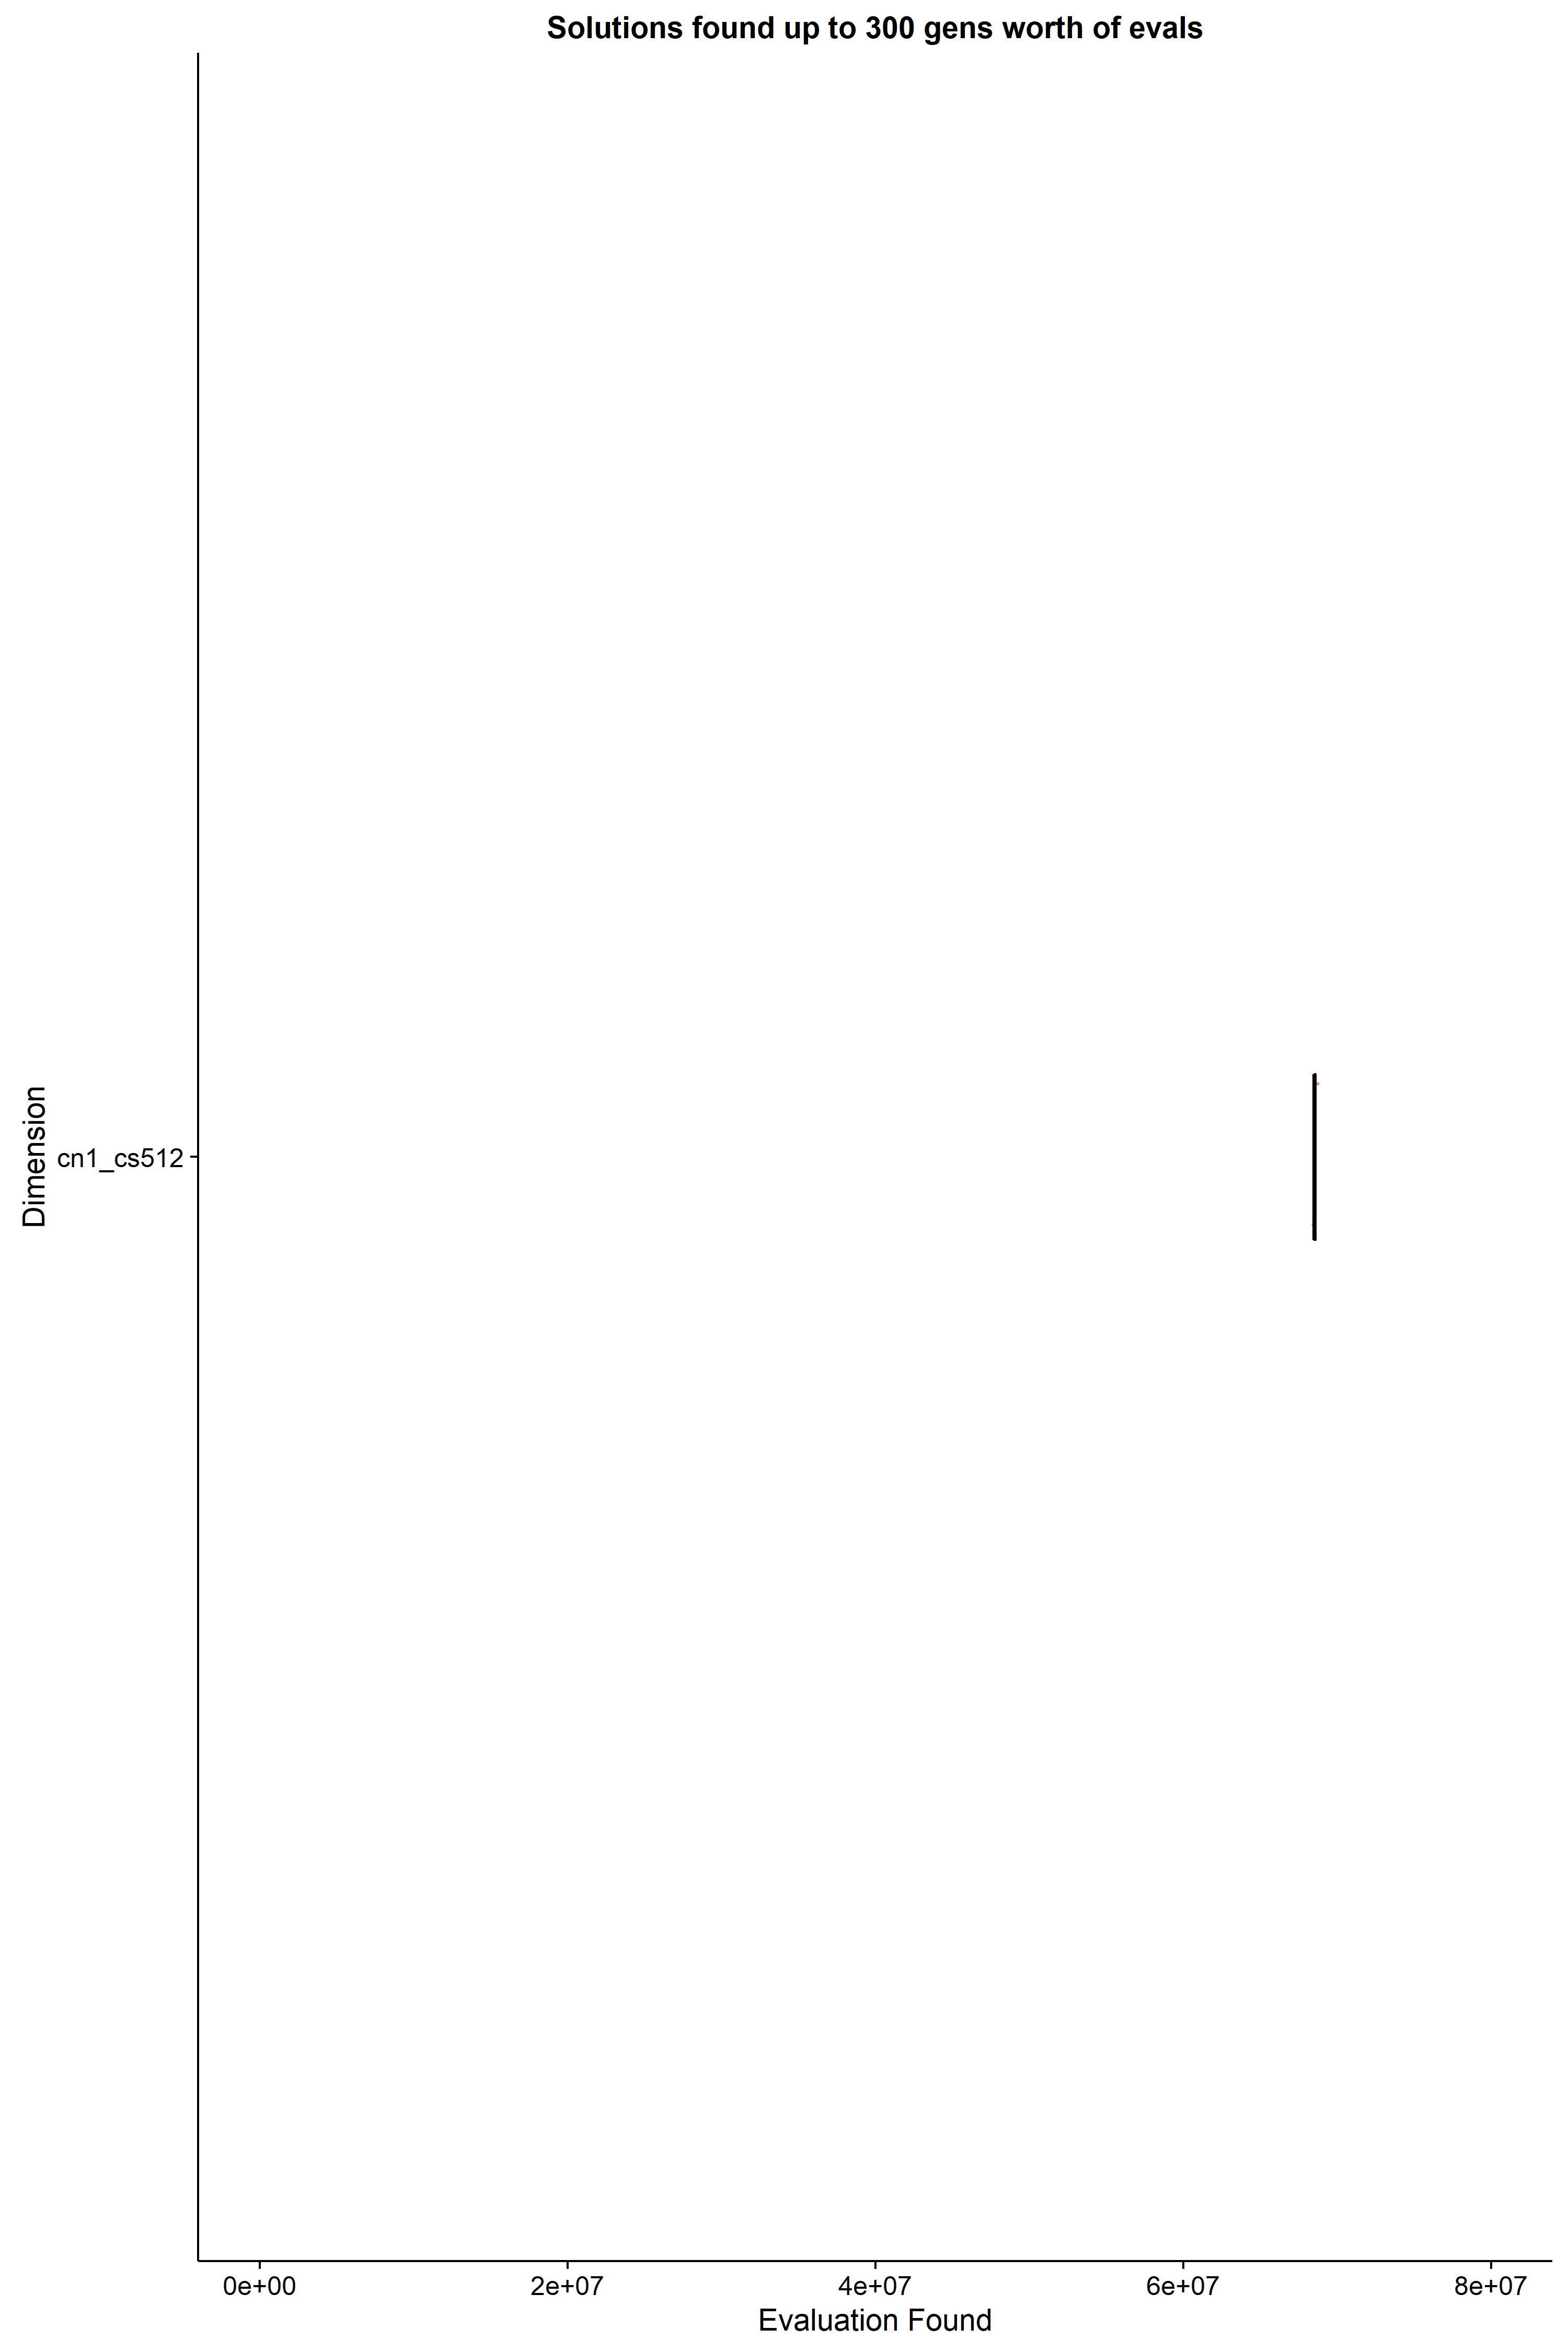 Solutions found up to 300 gens worth of evals
Dimension
cn1_cs512
0e+00 2e+07 4e+07 6e+07 8e+07
Evaluation Found